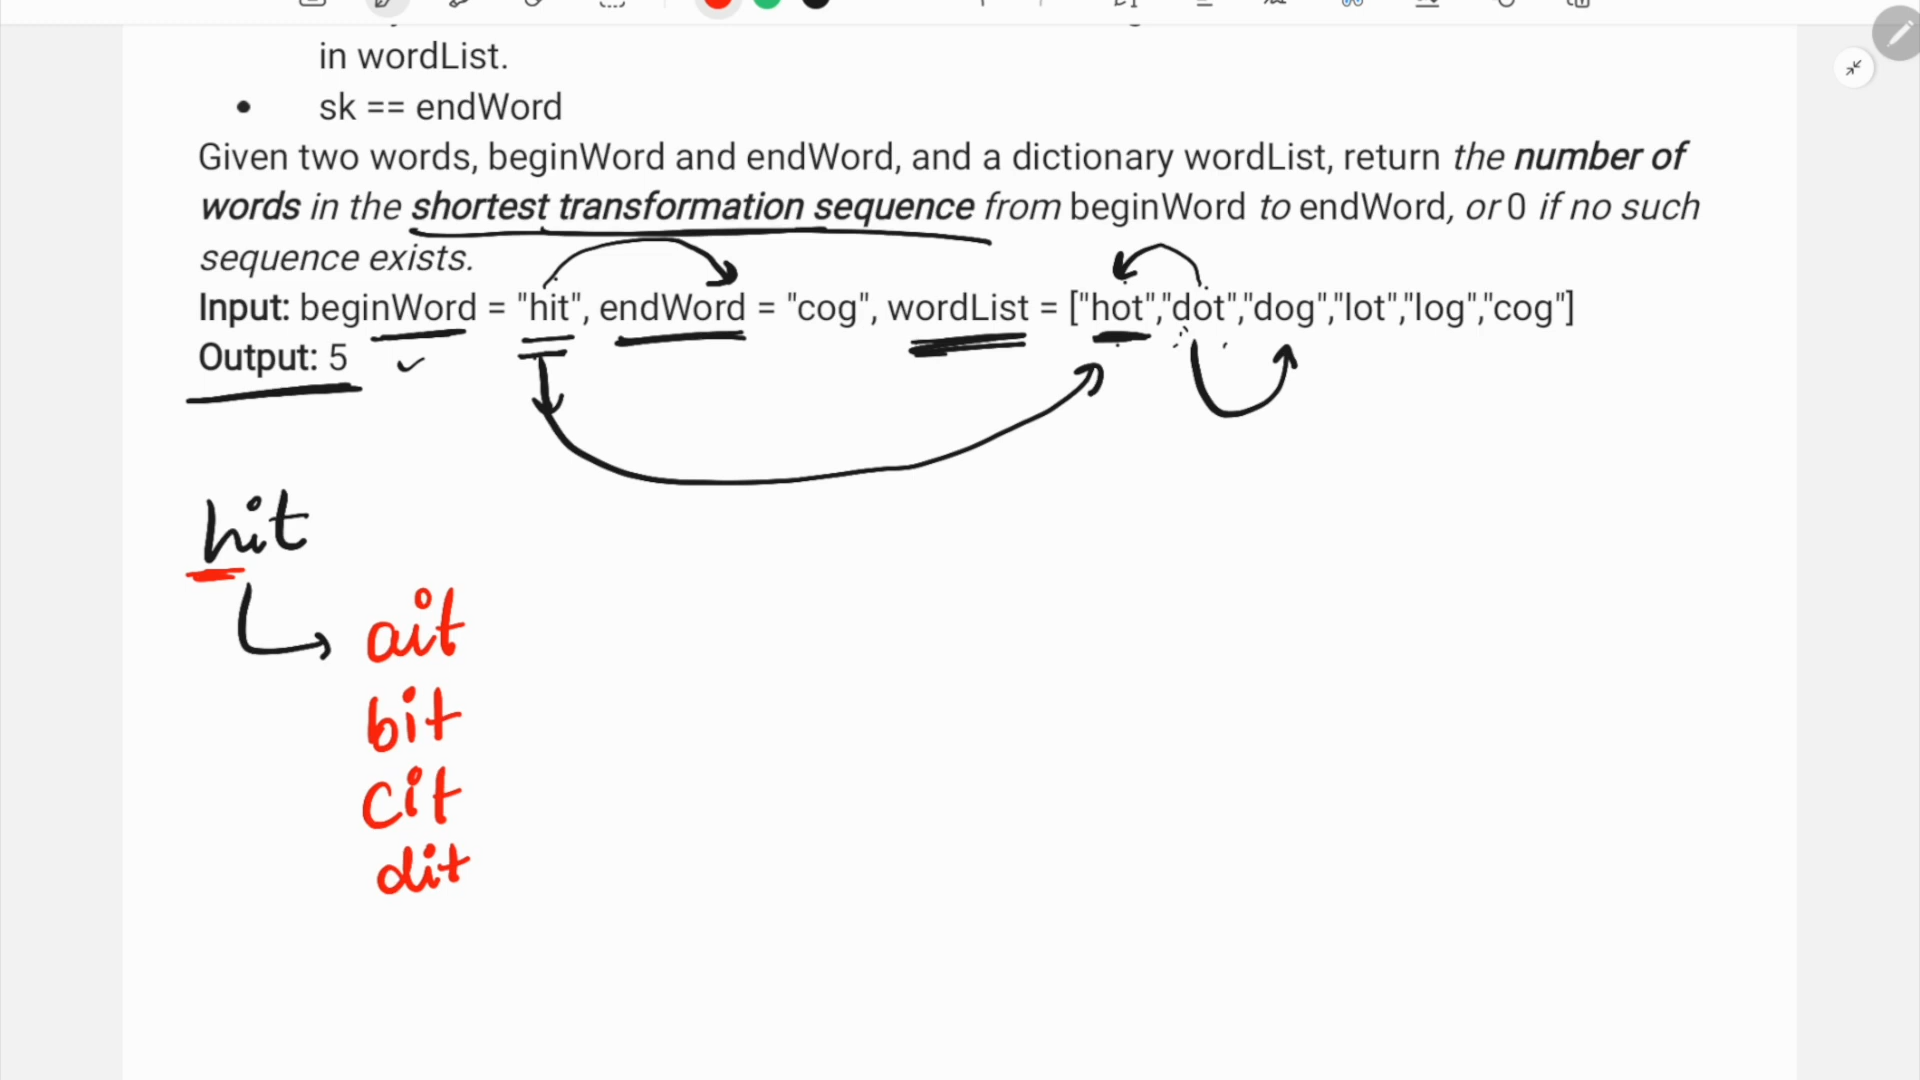 in wordList.
• sk == endWord
Given two words, beginWord and endWord, and a dictionary wordList, return the number of
words in the shortest transformation sequence from beginWord to endWord, or 0 if no such
sequence exists.
Input: beginWord = "hit", endWord = "cog", wordList = ["hot","dot","dog","lot","log","cog"]
Output: 5
hit
ait
bit
cit
dit